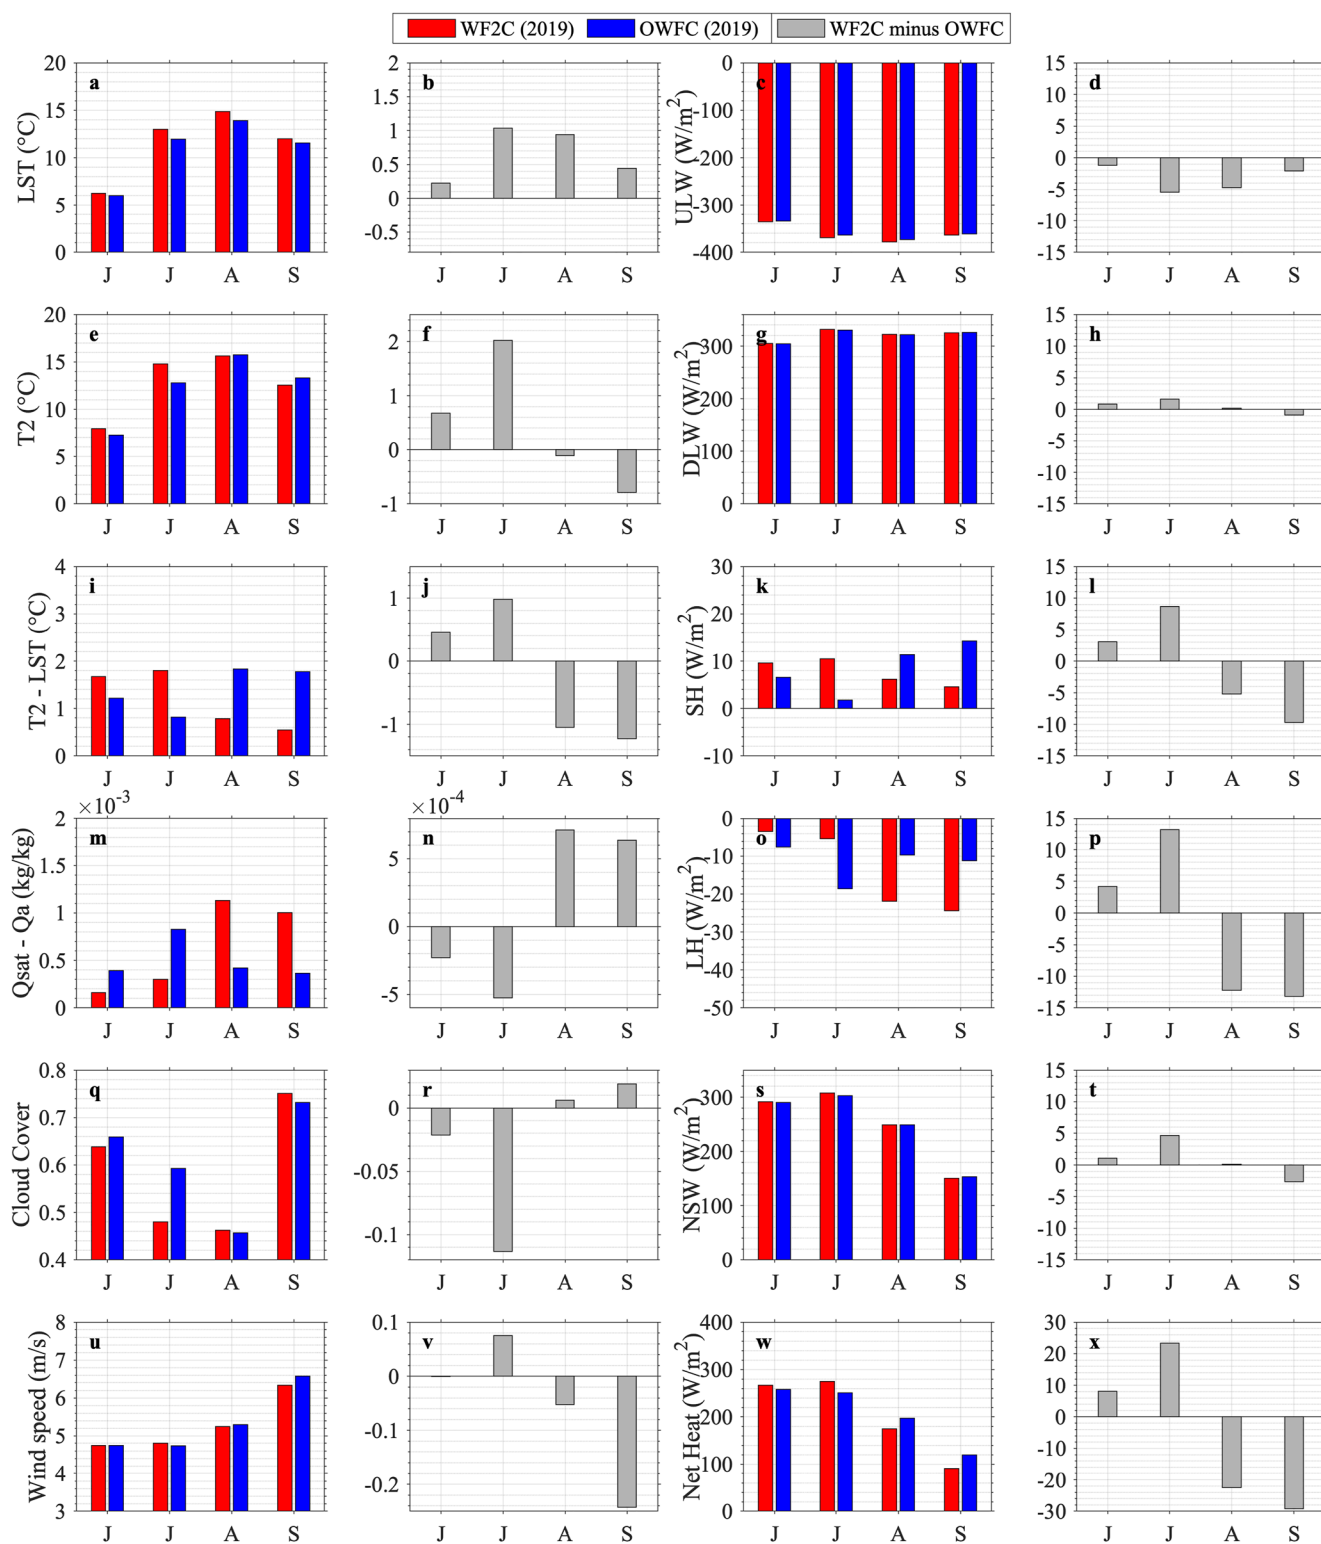 WF2C (2019) OWFC (2019) WF2C minus OWFC
a
LST (°C)
20
15
10
5
0
J J A S
b
2
1.5
1
0.5
0
-0.5
J J A S
c
ULW (W/m²)
0
-100
-200
-300
-400
J J A S
d
15
10
5
0
-5
-10
-15
J J A S
e
T2 (°C)
20
15
10
5
0
J J A S
f
2
1
0
-1
J J A S
g
DLW (W/m²)
300
200
100
0
J J A S
h
15
10
5
0
-5
-10
-15
J J A S
i
T2 - LST (°C)
4
3
2
1
0
J J A S
j
1
0
-1
J J A S
k
SH (W/m²)
30
20
10
0
-10
J J A S
l
15
10
5
0
-5
-10
-15
J J A S
m
Qsat - Qa (kg/kg)
×10⁻³
2
1.5
1
0.5
0
J J A S
n
×10⁻⁴
5
0
-5
J J A S
o
LH (W/m²)
0
-10
-20
-30
-40
-50
J J A S
p
15
10
5
0
-5
-10
-15
J J A S
q
Cloud Cover
0.8
0.7
0.6
0.5
0.4
J J A S
r
0
-0.05
-0.1
J J A S
s
NSW (W/m²)
300
200
100
0
J J A S
t
15
10
5
0
-5
-10
-15
J J A S
u
Wind speed (m/s)
8
7
6
5
4
3
J J A S
v
0.1
0
-0.1
-0.2
J J A S
w
Net Heat (W/m²)
400
300
200
100
0
J J A S
x
30
20
10
0
-10
-20
-30
J J A S